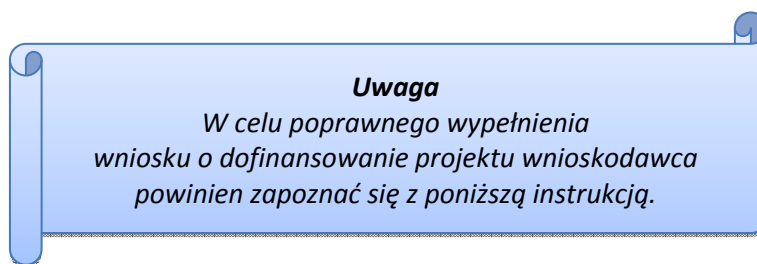 Uwaga
W celu poprawnego wypełnienia
wniosku o dofinansowanie projektu wnioskodawca
powinien zapoznać się z poniższą instrukcją.